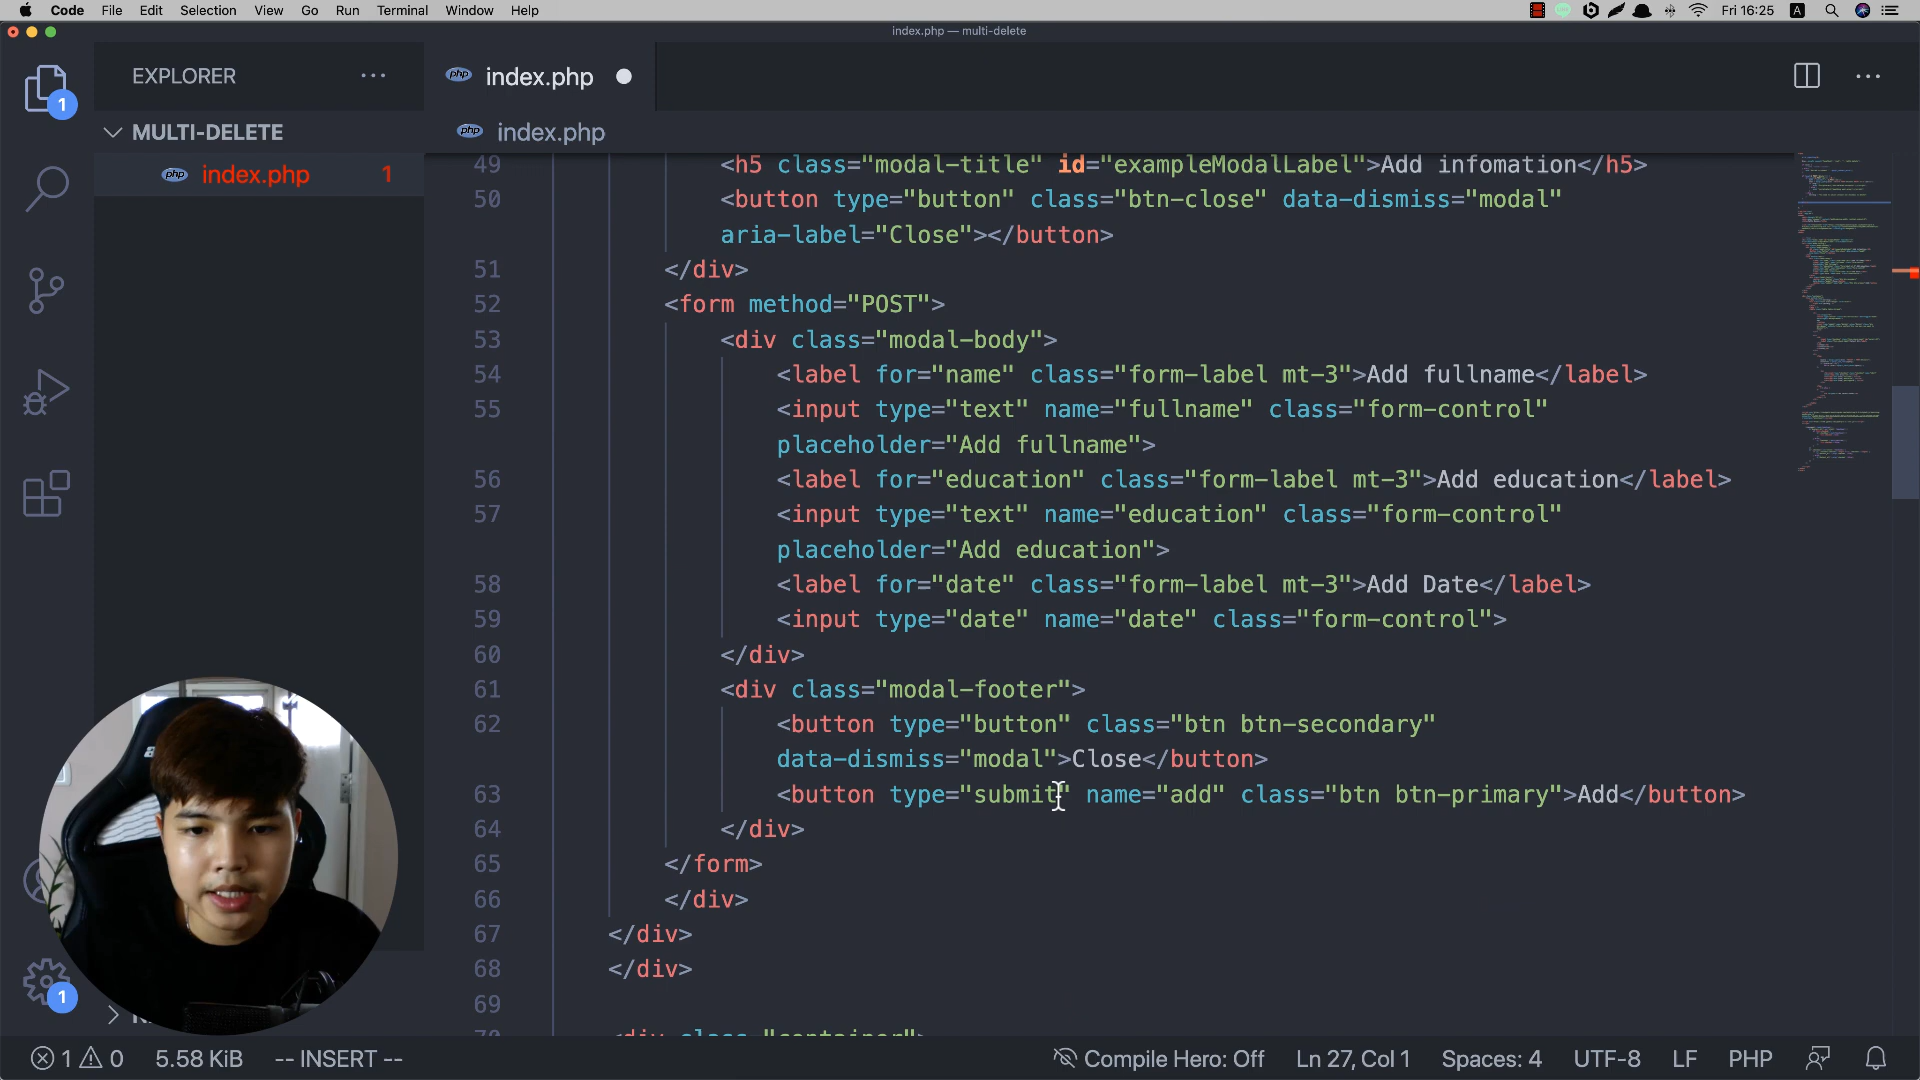 Code File Edit Selection View Go Run Terminal Window Help Fri 16:25 A
index.php — multi-delete
EXPLORER
php index.php
1
MULTI-DELETE
php index.php
php index.php 1
49 <h5 class="modal-title" id="exampleModalLabel">Add infomation</h5>
50 <button type="button" class="btn-close" data-dismiss="modal"
aria-label="Close"></button>
51 </div>
52 <form method="POST">
53 <div class="modal-body">
54 <label for="name" class="form-label mt-3">Add fullname</label>
55 <input type="text" name="fullname" class="form-control"
placeholder="Add fullname">
56 <label for="education" class="form-label mt-3">Add education</label>
57 <input type="text" name="education" class="form-control"
placeholder="Add education">
58 <label for="date" class="form-label mt-3">Add Date</label>
59 <input type="date" name="date" class="form-control">
60 </div>
61 <div class="modal-footer">
62 <button type="button" class="btn btn-secondary"
data-dismiss="modal">Close</button>
63 <button type="submit" name="add" class="btn btn-primary">Add</button>
64 </div>
65 </form>
66 </div>
67 </div>
68 </div>
69
70 <div class="container">
1
1 0 5.58 KiB -- INSERT -- Compile Hero: Off Ln 27, Col 1 Spaces: 4 UTF-8 LF PHP